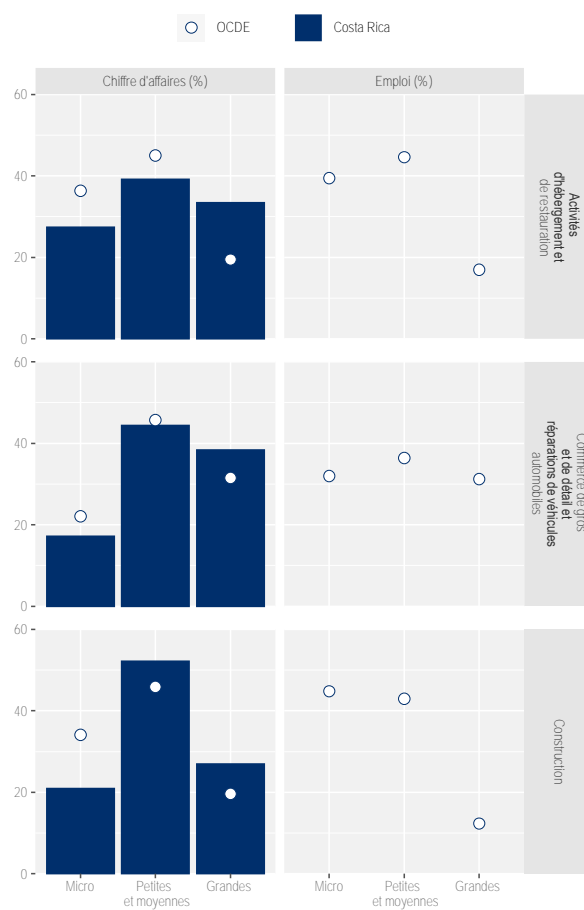 OCDE
Costa Rica
Chiffre d'affaires (%)
Emploi (%)
60
40
20
0
Activités
d'hébergement et
de restauration
60
40
20
0
Commerce de gros
et de détail et
réparations de véhicules
automobiles
60
40
20
0
Construction
Micro
Petites
et moyennes
Grandes
Micro
Petites
et moyennes
Grandes